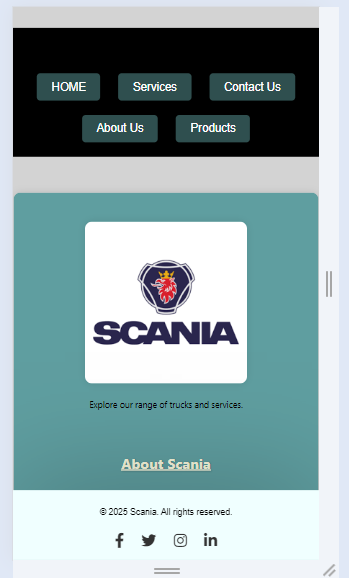 HOME Services Contact Us
About Us Products
SCANIA
Explore our range of trucks and services.
About Scania
© 2025 Scania. All rights reserved.